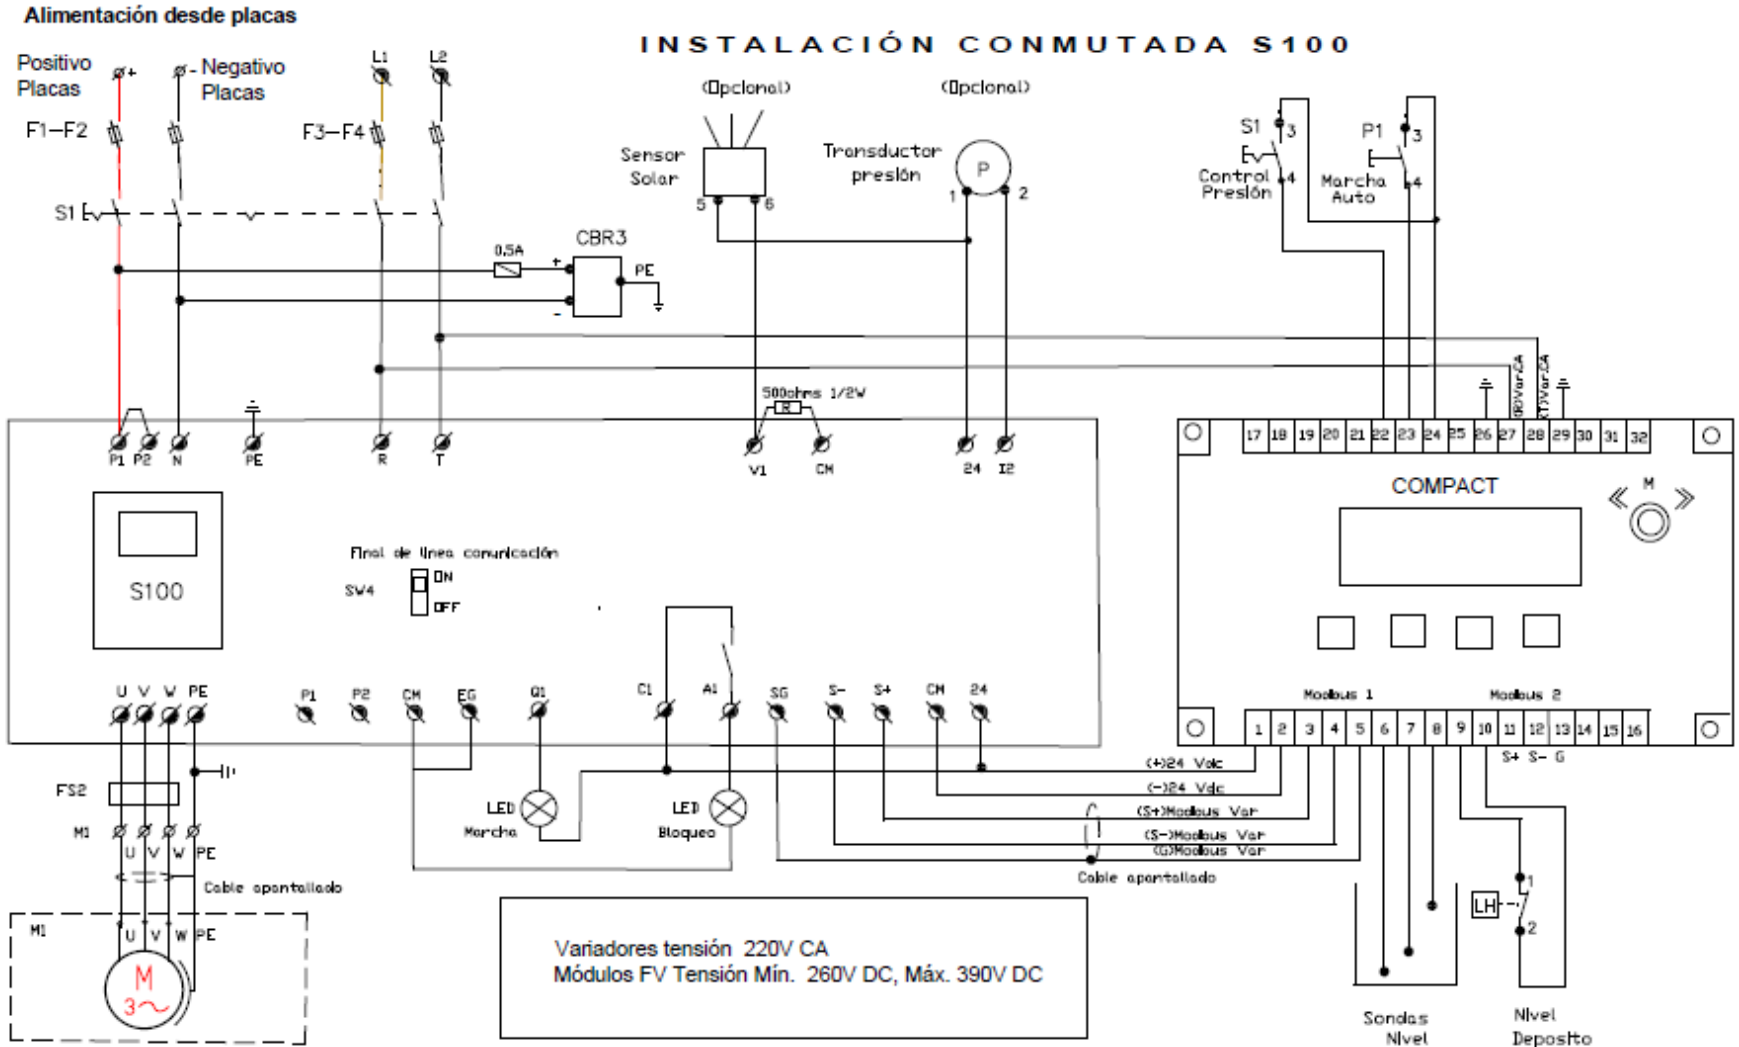 Alimentación desde placas
INSTALACIÓN CONMUTADA S100
Positivo
Placas
+
- Negativo
Placas
L1
L2
(Opcional)
(Opcional)
F1-F2
F3-F4
Sensor
Solar
Transductor
presión
P
S1
3
P1
3
Control
Presión
4
Marcha
Auto
4
5
6
1
2
S1
CBR3
0,5A
+
PE
-
500ohms 1/2W
R
(R)Var.CA
(T)Var.CA
P1
P2
N
PE
R
T
V1
CM
24
I2
17 18 19 20 21 22 23 24 25 26 27 28 29 30 31 32
COMPACT
M
S100
Final de línea comunicación
SW4
ON
OFF
U
V
W
PE
P1
P2
CM
EG
Q1
C1
A1
SG
S-
S+
CM
24
Modbus 1
Modbus 2
1 2 3 4 5 6 7 8 9 10 11 12 13 14 15 16
S+ S- G
FS2
M1
U V W PE
Cable apantallado
LED
Marcha
LED
Bloqueo
(+)24 Vdc
(-)24 Vdc
(S+)Modbus Var
(S-)Modbus Var
(G)Modbus Var
Cable apantallado
M1
U V W PE
M
3~
Variadores tensión 220V CA
Módulos FV Tensión Mín. 260V DC, Máx. 390V DC
LH
1
2
Sondas
Nivel
Nivel
Deposito